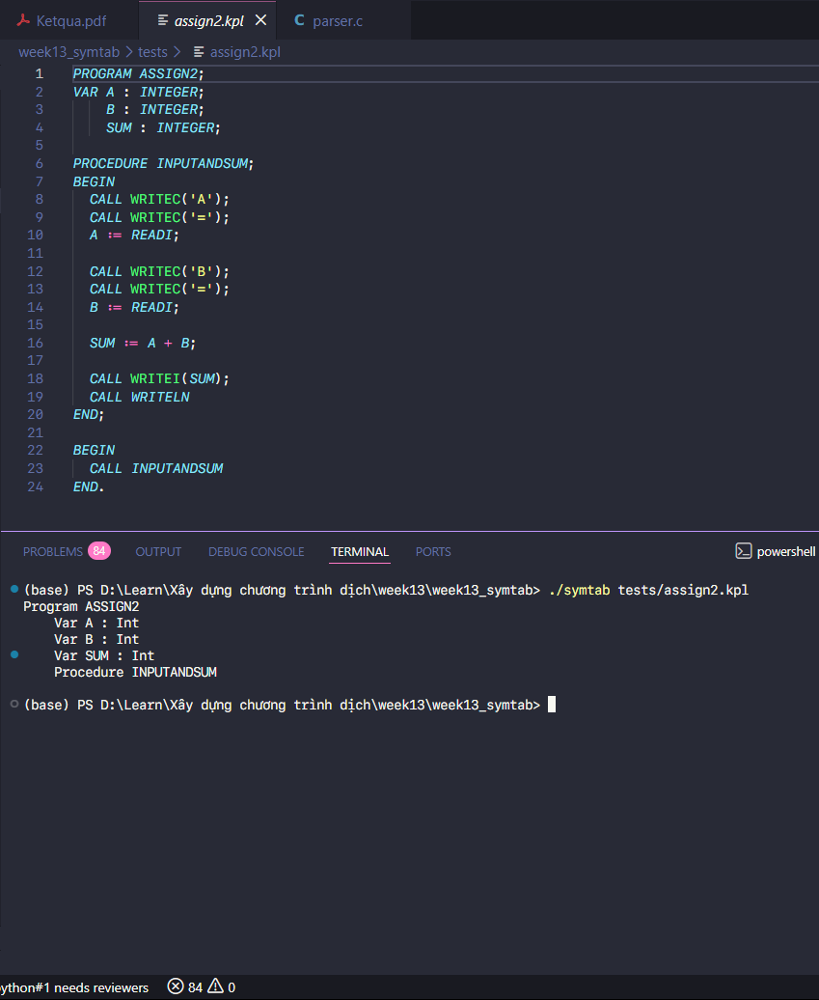 Ketqua.pdf
assign2.kpl
C parser.c
week13_symtab > tests > assign2.kpl
1 PROGRAM ASSIGN2;
2 VAR A : INTEGER;
3 B : INTEGER;
4 SUM : INTEGER;
5
6 PROCEDURE INPUTANDSUM;
7 BEGIN
8 CALL WRITEC('A');
9 CALL WRITEC('=');
10 A := READI;
11
12 CALL WRITEC('B');
13 CALL WRITEC('=');
14 B := READI;
15
16 SUM := A + B;
17
18 CALL WRITEI(SUM);
19 CALL WRITELN
20 END;
21
22 BEGIN
23 CALL INPUTANDSUM
24 END.
PROBLEMS 84 OUTPUT DEBUG CONSOLE TERMINAL PORTS powershell
(base) PS D:\Learn\Xây dựng chương trình dịch\week13\week13_symtab> ./symtab tests/assign2.kpl
Program ASSIGN2
Var A : Int
Var B : Int
Var SUM : Int
Procedure INPUTANDSUM
(base) PS D:\Learn\Xây dựng chương trình dịch\week13\week13_symtab>
ython#1 needs reviewers 84 0